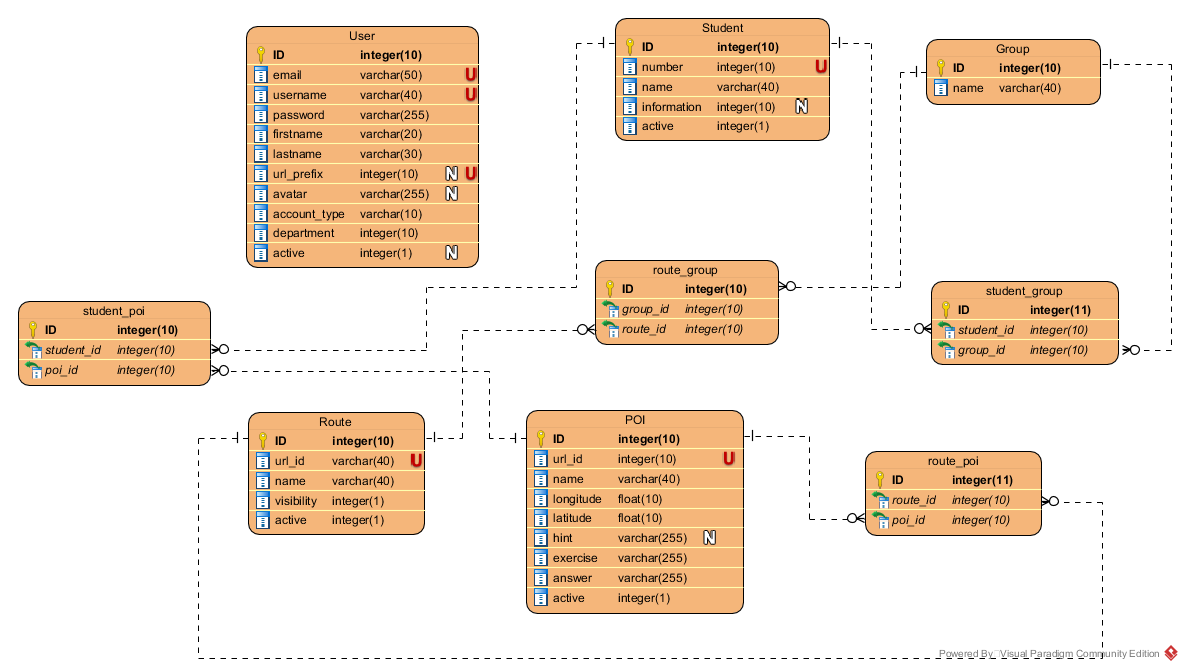 User
ID integer(10)
email varchar(50) U
username varchar(40) U
password varchar(255)
firstname varchar(20)
lastname varchar(30)
url_prefix integer(10) N U
avatar varchar(255) N
account_type varchar(10)
department integer(10)
active integer(1) N
Student
ID integer(10)
number integer(10) U
name varchar(40)
information integer(10) N
active integer(1)
Group
ID integer(10)
name varchar(40)
route_group
ID integer(10)
group_id integer(10)
route_id integer(10)
student_group
ID integer(11)
student_id integer(10)
group_id integer(10)
student_poi
ID integer(10)
student_id integer(10)
poi_id integer(10)
Route
ID integer(10)
url_id varchar(40) U
name varchar(40)
visibility integer(1)
active integer(1)
POI
ID integer(10)
url_id integer(10) U
name varchar(40)
longitude float(10)
latitude float(10)
hint varchar(255) N
exercise varchar(255)
answer varchar(255)
active integer(1)
route_poi
ID integer(11)
route_id integer(10)
poi_id integer(10)
Powered By Visual Paradigm Community Edition